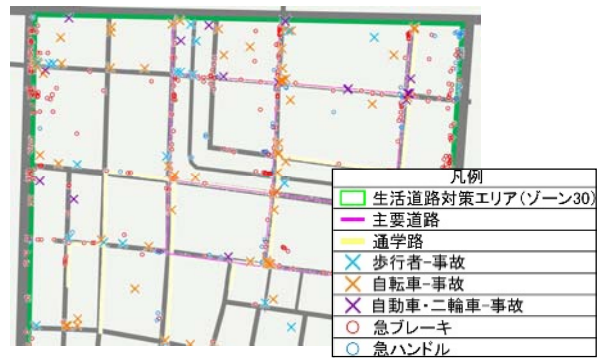 凡例
生活道路対策エリア(ゾーン30)
主要道路
通学路
歩行者-事故
自転車-事故
自動車・二輪車-事故
急ブレーキ
急ハンドル